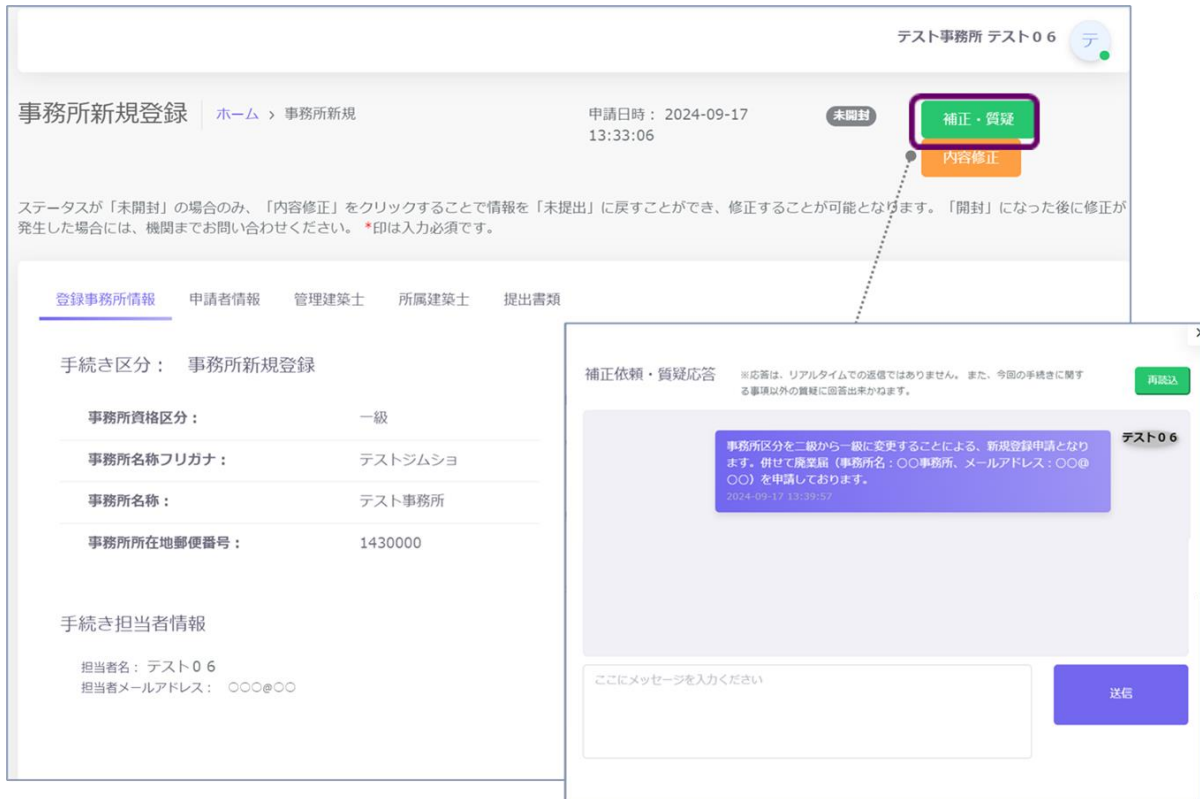 テスト事務所 テスト０６
テ
事務所新規登録
ホーム › 事務所新規
申請日時： 2024-09-17
13:33:06
未開封
補正・質疑
内容修正
ステータスが「未開封」の場合のみ、「内容修正」をクリックすることで情報を「未提出」に戻すことができ、修正することが可能となります。「開封」になった後に修正が
発生した場合には、機関までお問い合わせください。 *印は入力必須です。
登録事務所情報 申請者情報 管理建築士 所属建築士 提出書類
手続き区分： 事務所新規登録
事務所資格区分： 一級
事務所名称フリガナ： テストジムショ
事務所名称： テスト事務所
事務所所在地郵便番号： 1430000
手続き担当者情報
担当者名： テスト０６
担当者メールアドレス： ○○○@○○
補正依頼・質疑応答
※応答は、リアルタイムでの返信ではありません。 また、今回の手続きに関す
る事項以外の質疑に回答出来かねます。
再読込
テスト０６
事務所区分を二級から一級に変更することによる、新規登録申請となり
ます。併せて廃業届（事務所名：○○事務所、メールアドレス：○○@
○○）を申請しております。
2024-09-17 13:39:57
ここにメッセージを入力ください
送信